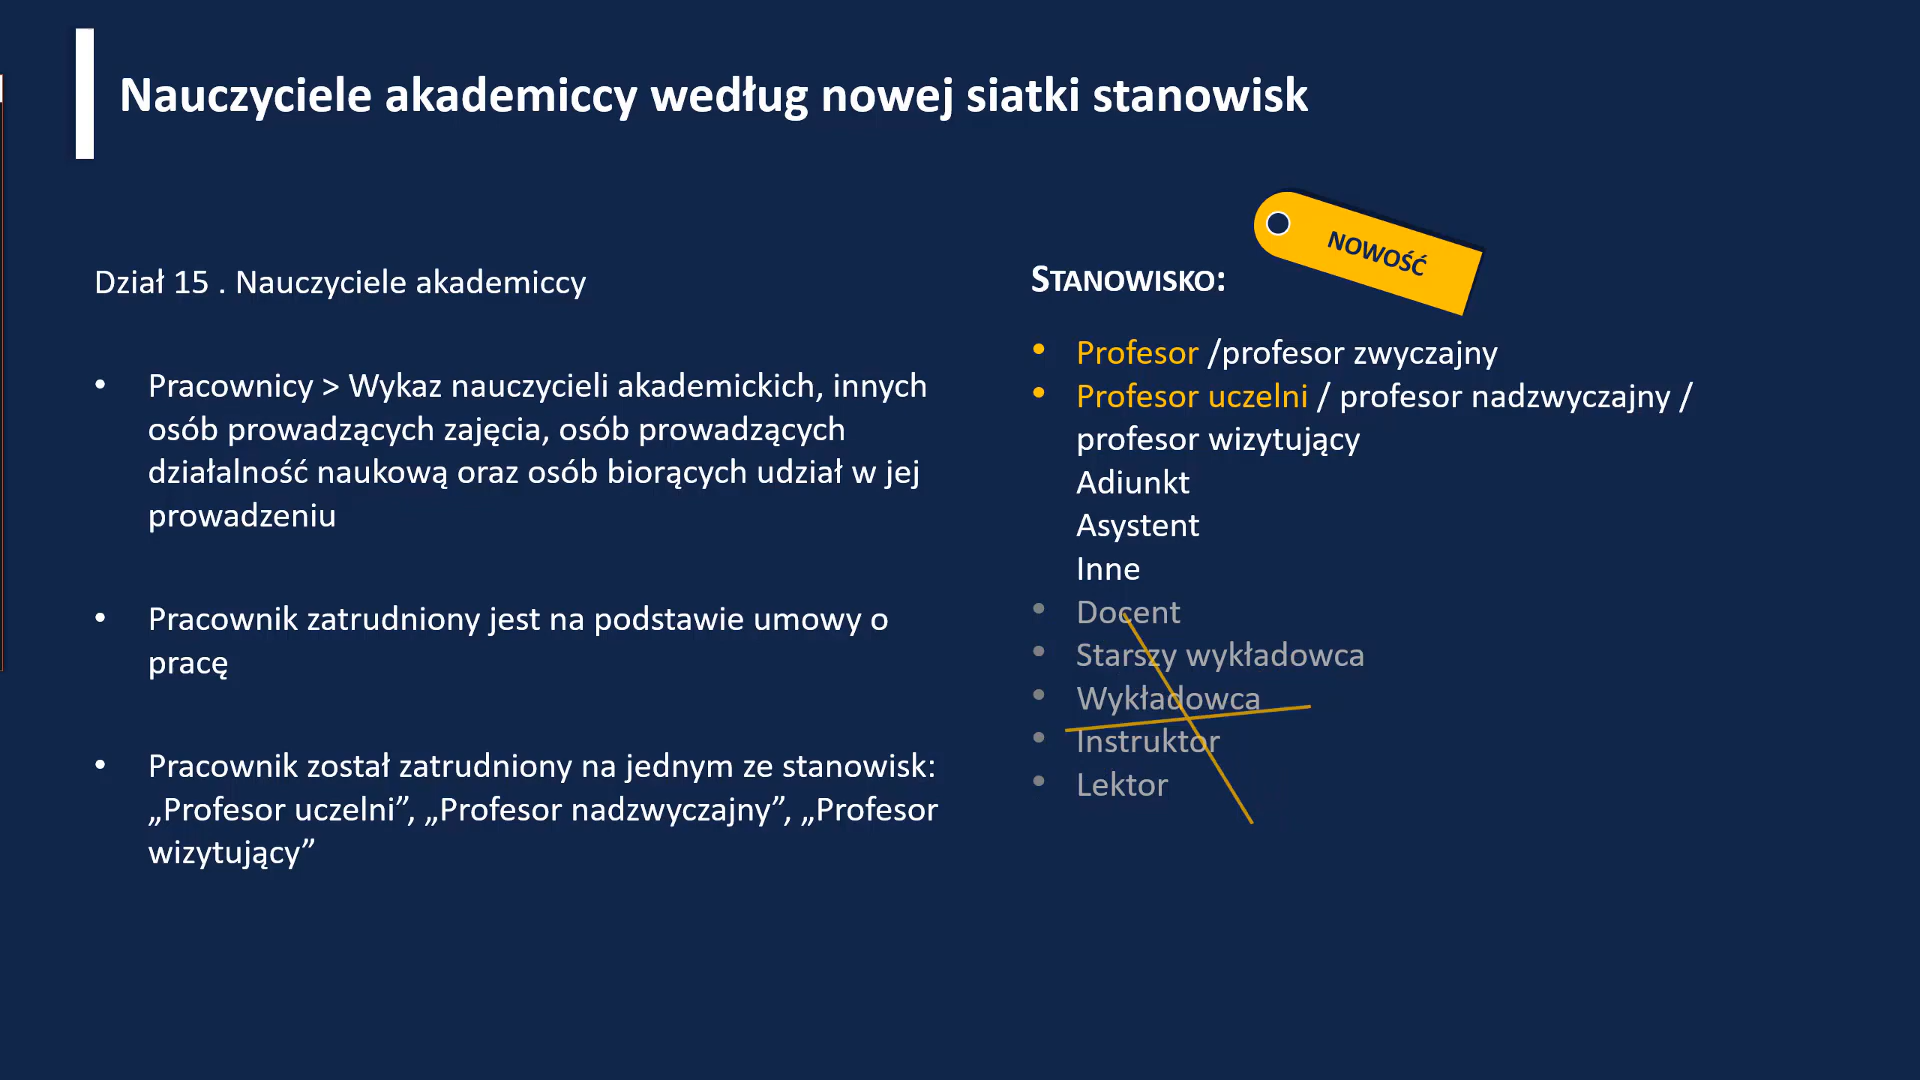 Nauczyciele akademiccy według nowej siatki stanowisk
Dział 15 . Nauczyciele akademiccy
• Pracownicy > Wykaz nauczycieli akademickich, innych
osób prowadzących zajęcia, osób prowadzących
działalność naukową oraz osób biorących udział w jej
prowadzeniu
• Pracownik zatrudniony jest na podstawie umowy o
pracę
• Pracownik został zatrudniony na jednym ze stanowisk:
„Profesor uczelni”, „Profesor nadzwyczajny”, „Profesor
wizytujący”
NOWOŚĆ
STANOWISKO:
• Profesor /profesor zwyczajny
• Profesor uczelni / profesor nadzwyczajny /
profesor wizytujący
Adiunkt
Asystent
Inne
• Docent
• Starszy wykładowca
• Wykładowca
• Instruktor
• Lektor